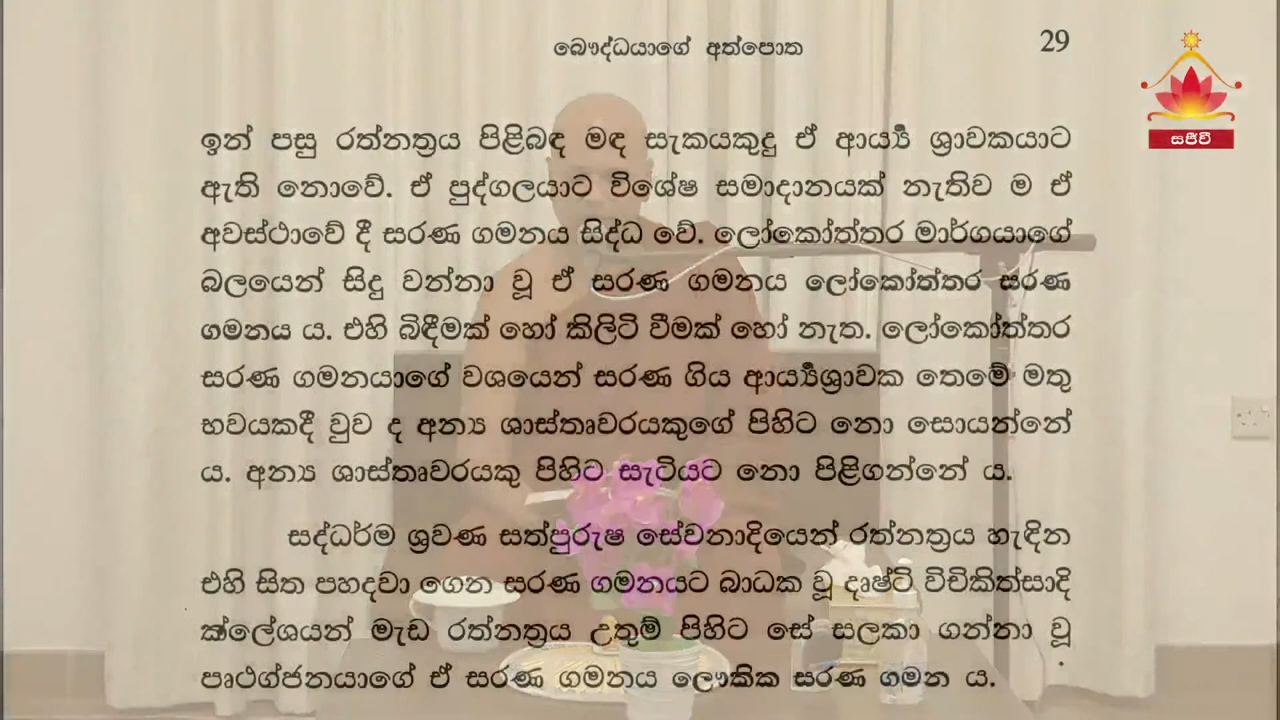 බෞද්ධයාගේ අත්පොත
29
සජීවී
ඉන් පසු රත්නත්‍රය පිළිබඳ මඳ සැකයකුදු ඒ ආර්‍ය්‍ය ශ්‍රාවකයාට
ඇති නොවේ. ඒ පුද්ගලයාට විශේෂ සමාදානයක් නැතිව ම ඒ
අවස්ථාවේ දී සරණ ගමනය සිද්ධ වේ. ලෝකෝත්තර මාර්ගයාගේ
බලයෙන් සිදු වන්නා වූ ඒ සරණ ගමනය ලෝකෝත්තර සරණ
ගමනය ය. එහි බිඳීමක් හෝ කිලිටි වීමක් හෝ නැත. ලෝකෝත්තර
සරණ ගමනයාගේ වශයෙන් සරණ ගිය ආර්‍ය්‍යශ්‍රාවක තෙමේ මතු
භවයකදී වුව ද අන්‍ය ශාස්තෘවරයකුගේ පිහිට නො සොයන්නේ
ය. අන්‍ය ශාස්තෘවරයකු පිහිට සැටියට නො පිළිගන්නේ ය.
සද්ධර්ම ශ්‍රවණ සත්පුරුෂ සේවනාදියෙන් රත්නත්‍රය හැඳින
එහි සිත පහදවා ගෙන සරණ ගමනයට බාධක වූ දෘෂ්ටි විචිකිත්සාදි
ක්ලේශයන් මැඩ රත්නත්‍රය උතුම් පිහිට සේ සලකා ගන්නා වූ
පෘථග්ජනයාගේ ඒ සරණ ගමනය ලෞකික සරණ ගමන ය.